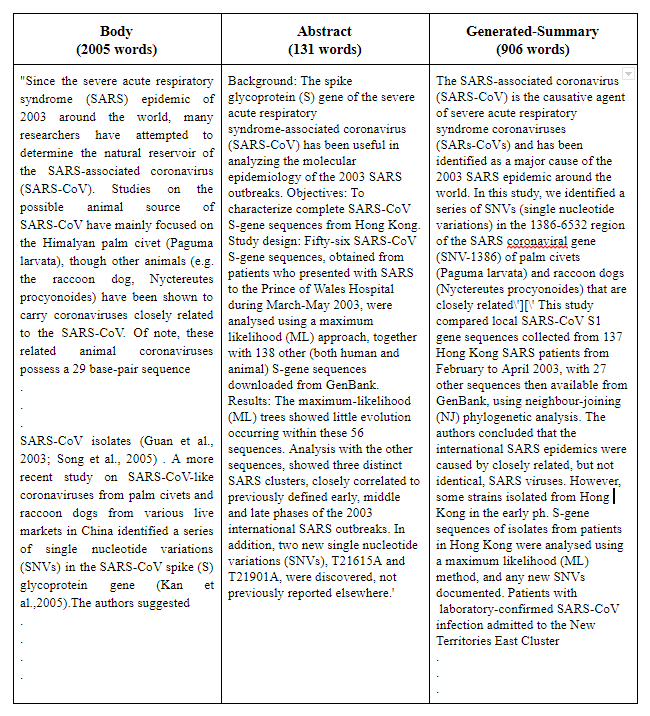 Body
(2005 words)
"Since the severe acute respiratory
syndrome (SARS) epidemic of
2003 around the world, many
researchers have attempted to
determine the natural reservoir of
the SARS-associated coronavirus
(SARS-CoV). Studies on the
possible animal source of
SARS-CoV have mainly focused on
the Himalyan palm civet (Paguma
larvata), though other animals (e.g.
the raccoon dog, Nyctereutes
procyonoides) have been shown to
carry coronaviruses closely related
to the SARS-CoV. Of note, these
related animal coronaviruses
possess a 29 base-pair sequence
.
.
.
SARS-CoV isolates (Guan et al.,
2003; Song et al., 2005) . A more
recent study on SARS-CoV-like
coronaviruses from palm civets and
raccoon dogs from various live
markets in China identified a series
of single nucleotide variations
(SNVs) in the SARS-CoV spike (S)
glycoprotein gene (Kan et
al.,2005).The authors suggested
.
.
.
.
Abstract
(131 words)
Background: The spike
glycoprotein (S) gene of the severe
acute respiratory
syndrome-associated coronavirus
(SARS-CoV) has been useful in
analyzing the molecular
epidemiology of the 2003 SARS
outbreaks. Objectives: To
characterize complete SARS-CoV
S-gene sequences from Hong Kong.
Study design: Fifty-six SARS-CoV
S-gene sequences, obtained from
patients who presented with SARS
to the Prince of Wales Hospital
during March-May 2003, were
analysed using a maximum
likelihood (ML) approach, together
with 138 other (both human and
animal) S-gene sequences
downloaded from GenBank.
Results: The maximum-likelihood
(ML) trees showed little evolution
occurring within these 56
sequences. Analysis with the other
sequences, showed three distinct
SARS clusters, closely correlated to
previously defined early, middle
and late phases of the 2003
international SARS outbreaks. In
addition, two new single nucleotide
variations (SNVs), T21615A and
T21901A, were discovered, not
previously reported elsewhere.'
Generated-Summary
(906 words)
The SARS-associated coronavirus
(SARS-CoV) is the causative agent
of severe acute respiratory
syndrome coronaviruses
(SARs-CoVs) and has been
identified as a major cause of the
2003 SARS epidemic around the
world. In this study, we identified a
series of SNVs (single nucleotide
variations) in the 1386-6532 region
of the SARS coronaviral gene
(SNV-1386) of palm civets
(Paguma larvata) and raccoon dogs
(Nyctereutes procyonoides) that are
closely related\'][\' This study
compared local SARS-CoV S1
gene sequences collected from 137
Hong Kong SARS patients from
February to April 2003, with 27
other sequences then available from
GenBank, using neighbour-joining
(NJ) phylogenetic analysis. The
authors concluded that the
international SARS epidemics were
caused by closely related, but not
identical, SARS viruses. However,
some strains isolated from Hong
Kong in the early ph. S-gene
sequences of isolates from patients
in Hong Kong were analysed using
a maximum likelihood (ML)
method, and any new SNVs
documented. Patients with
laboratory-confirmed SARS-CoV
infection admitted to the New
Territories East Cluster
.
.
.